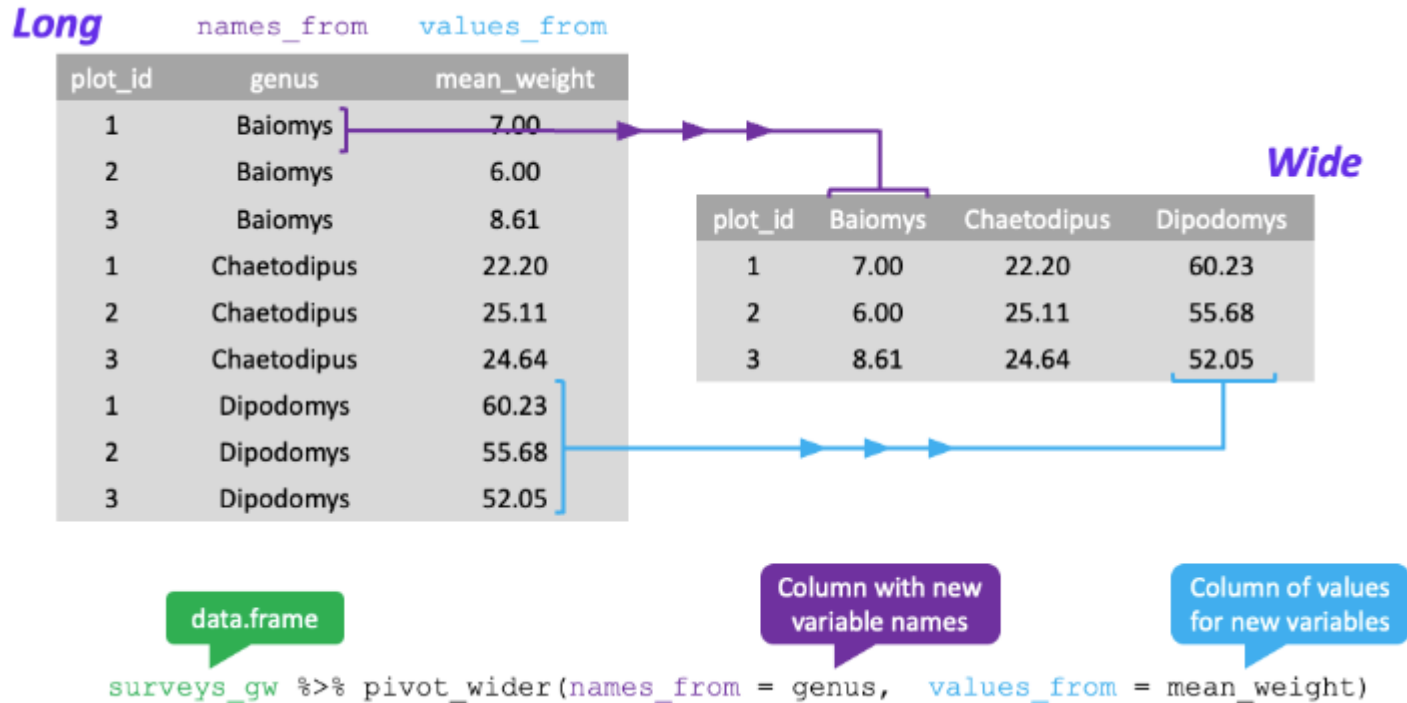 Long names_from values_from
plot_id genus mean_weight
1 Baiomys 7.00
2 Baiomys 6.00
3 Baiomys 8.61
1 Chaetodipus 22.20
2 Chaetodipus 25.11
3 Chaetodipus 24.64
1 Dipodomys 60.23
2 Dipodomys 55.68
3 Dipodomys 52.05
Wide
plot_id Baiomys Chaetodipus Dipodomys
1 7.00 22.20 60.23
2 6.00 25.11 55.68
3 8.61 24.64 52.05
data.frame
Column with new
variable names
Column of values
for new variables
surveys_gw %>% pivot_wider(names_from = genus, values_from = mean_weight)